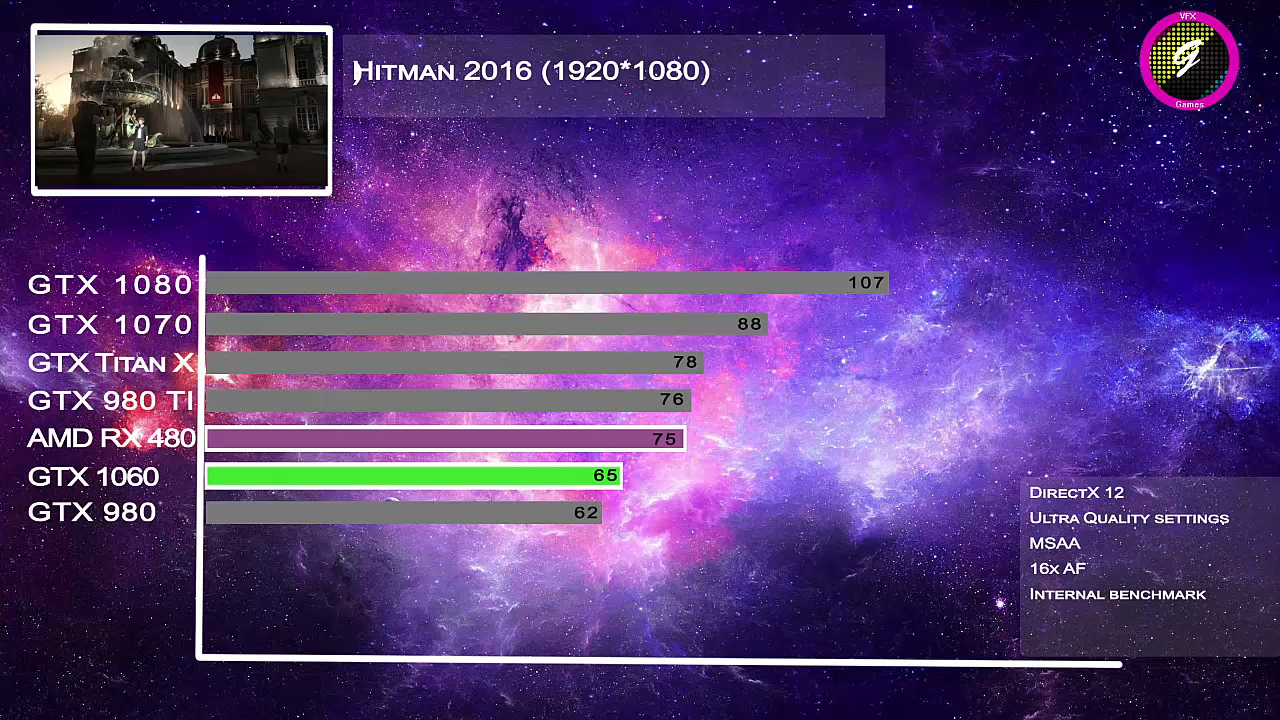 VFX
g
Games
Hitman 2016 (1920*1080)
GTX 1080 107
GTX 1070 88
GTX Titan X 78
GTX 980 TI 76
AMD RX 480 75
GTX 1060 65
GTX 980 62
DirectX 12
Ultra Quality settings
MSAA
16x AF
Internal benchmark